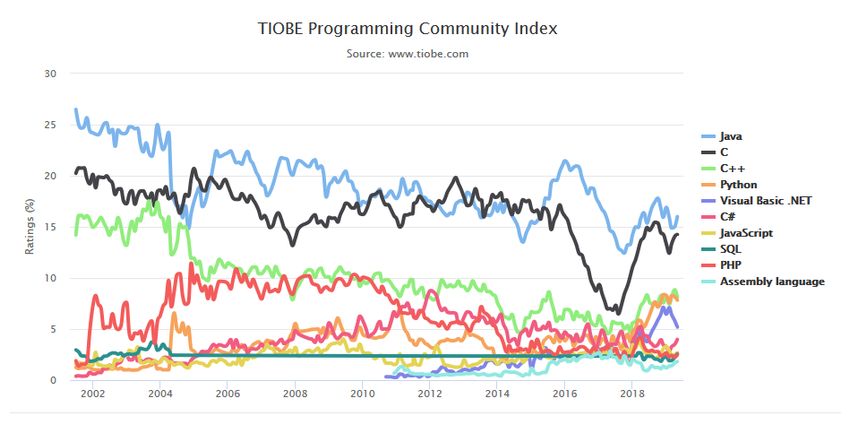 TIOBE Programming Community Index
Source: www.tiobe.com
Ratings (%)
30
25
20
15
10
5
0
2002 2004 2006 2008 2010 2012 2014 2016 2018
Java
C
C++
Python
Visual Basic .NET
C#
JavaScript
SQL
PHP
Assembly language